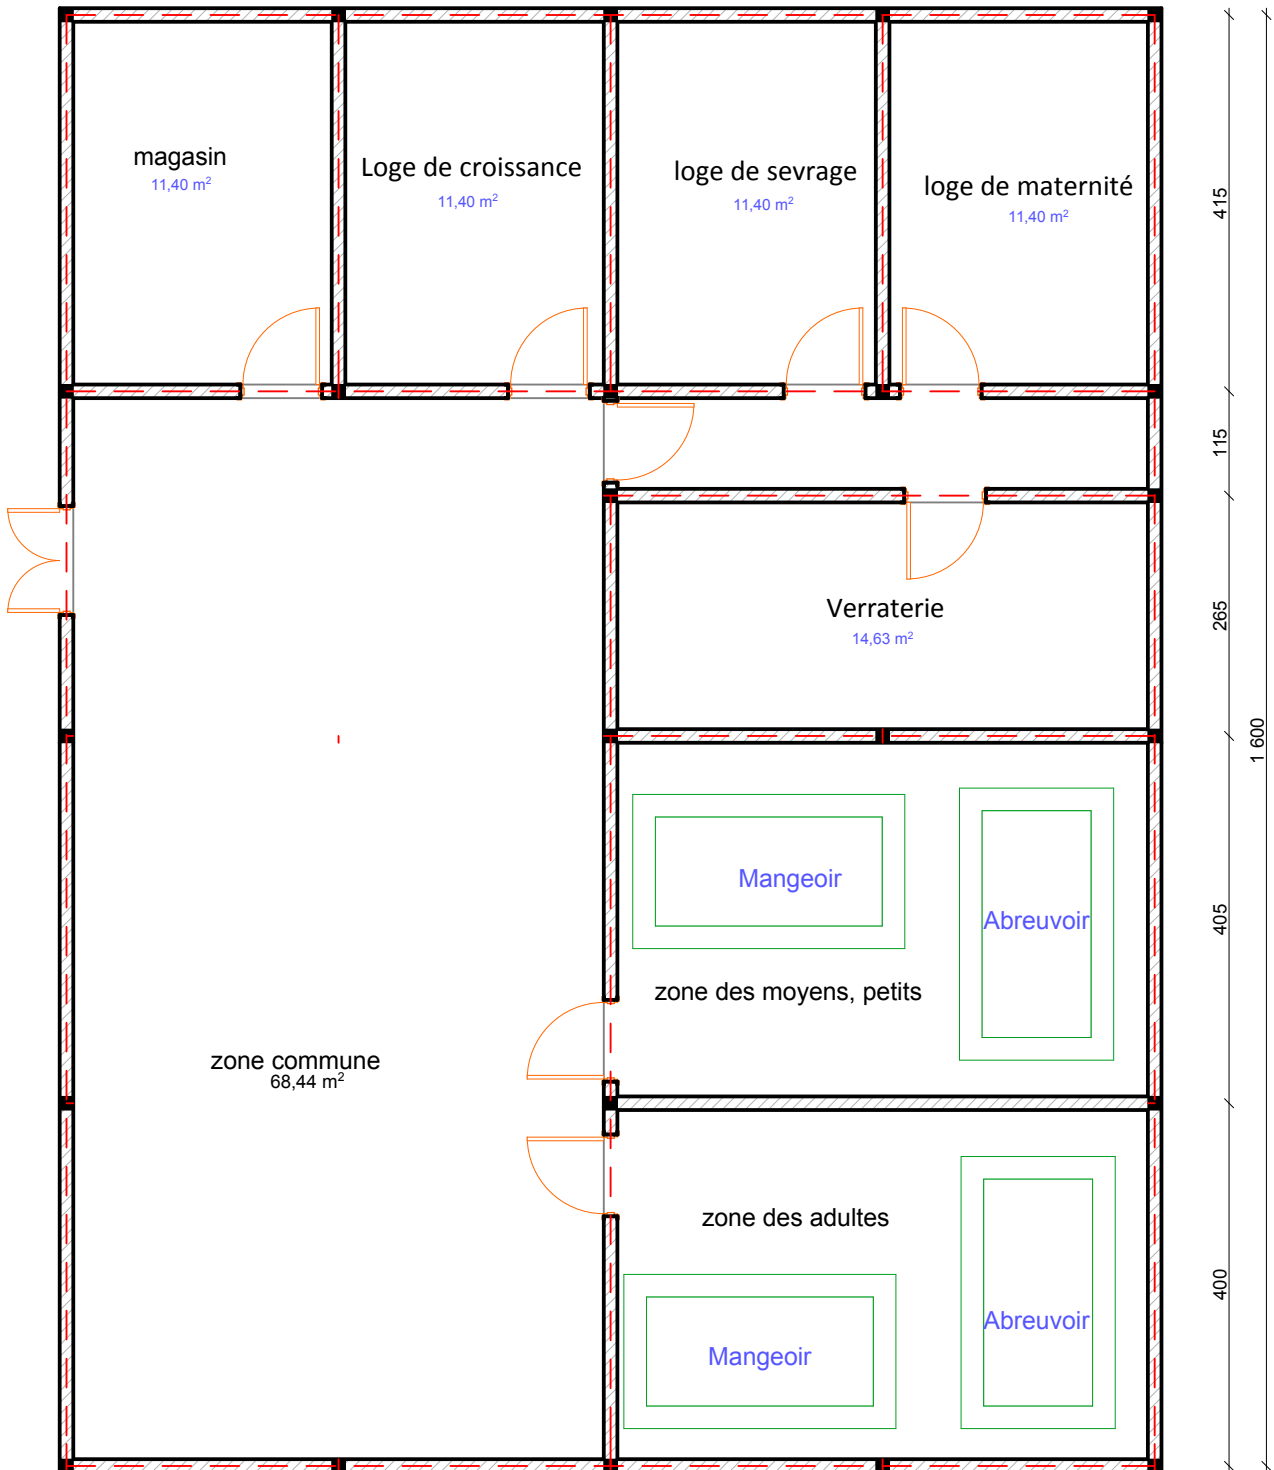 magasin
11,40 m²
Loge de croissance
11,40 m²
loge de sevrage
11,40 m²
loge de maternité
11,40 m²
415
115
Verraterie
14,63 m²
265
1 600
Mangeoir
Abreuvoir
405
zone des moyens, petits
zone commune
68,44 m²
zone des adultes
400
Abreuvoir
Mangeoir